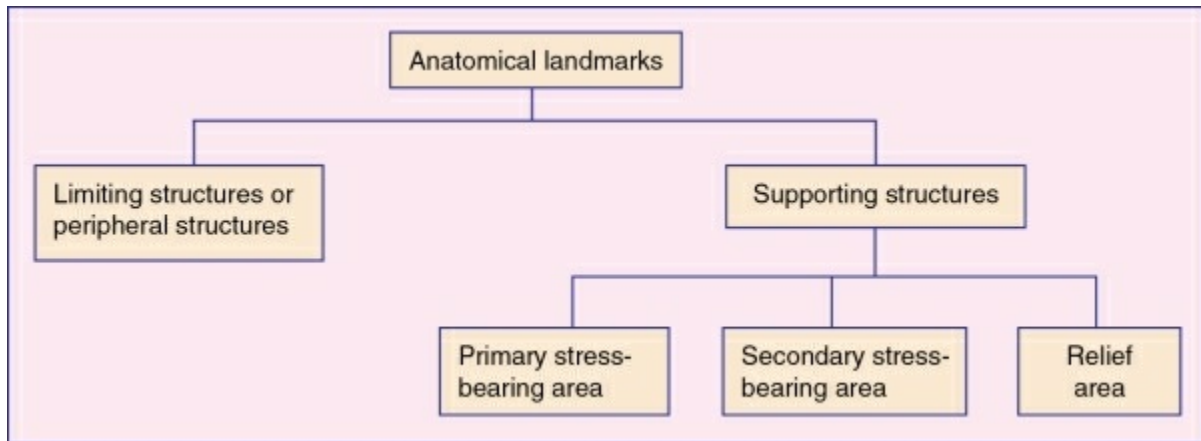 Anatomical landmarks
Limiting structures or
peripheral structures
Supporting structures
Primary stress-
bearing area
Secondary stress-
bearing area
Relief
area